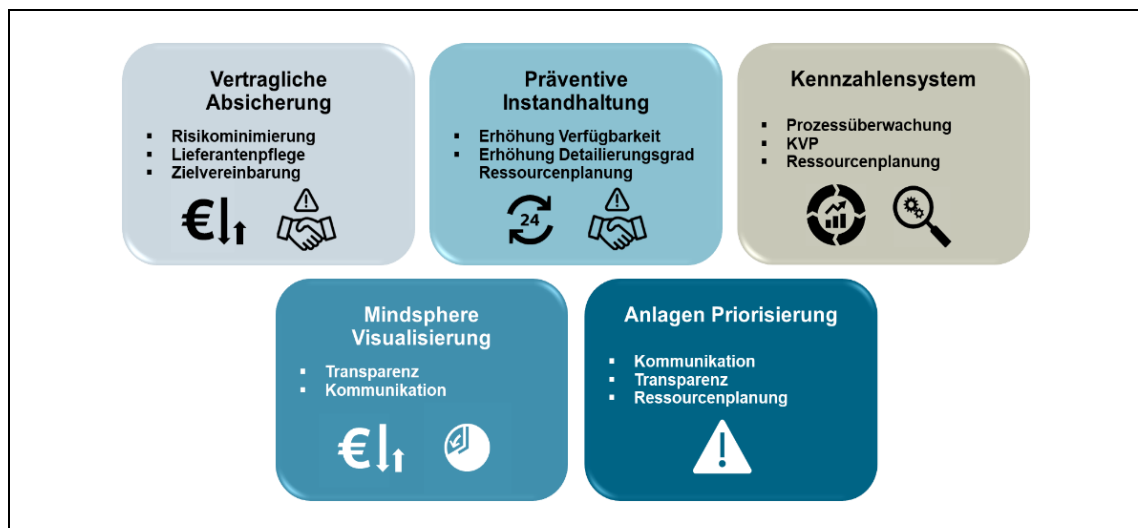 Vertragliche
Absicherung
▪ Risikominimierung
▪ Lieferantenpflege
▪ Zielvereinbarung
€
Präventive
Instandhaltung
▪ Erhöhung Verfügbarkeit
▪ Erhöhung Detailierungsgrad
Ressourcenplanung
24
Kennzahlensystem
▪ Prozessüberwachung
▪ KVP
▪ Ressourcenplanung
Mindsphere
Visualisierung
▪ Transparenz
▪ Kommunikation
€
Anlagen Priorisierung
▪ Kommunikation
▪ Transparenz
▪ Ressourcenplanung